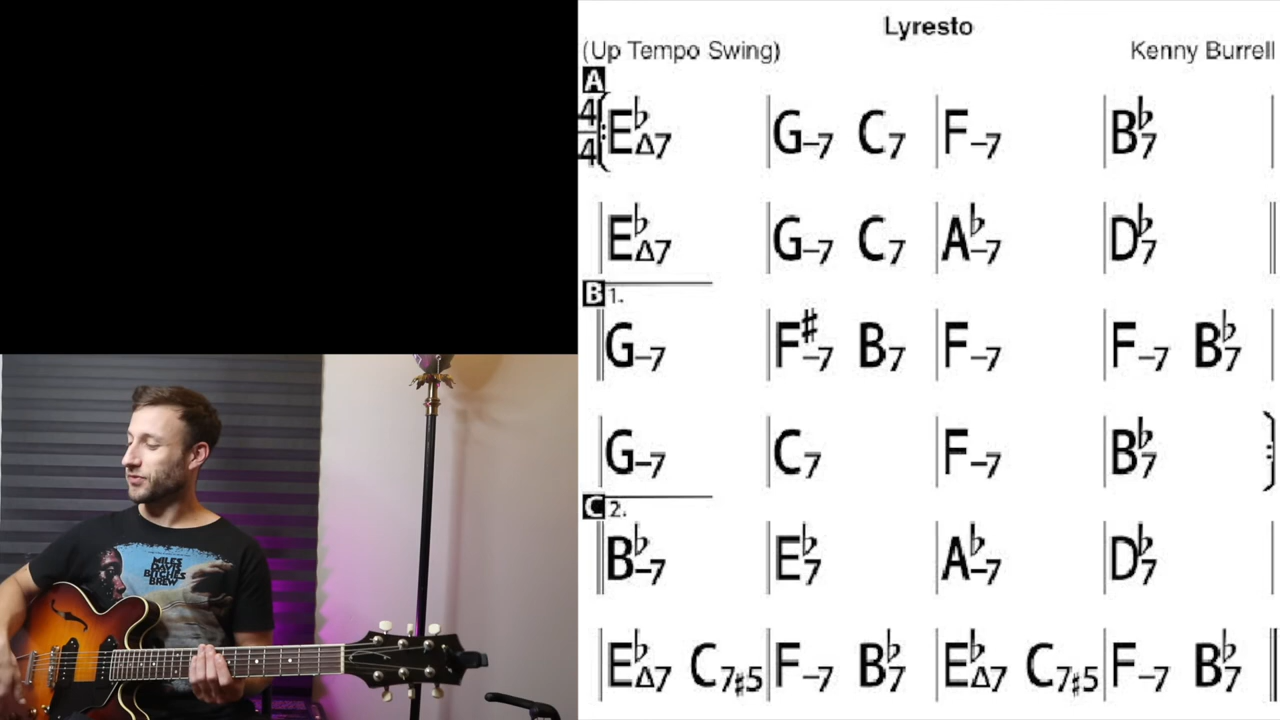 Lyresto
(Up Tempo Swing) Kenny Burrell
A
4/4 E♭Δ7 G-7 C7 F-7 B♭7
E♭Δ7 G-7 C7 A♭-7 D♭7
B 1.
G-7 F♯-7 B7 F-7 F-7 B♭7
G-7 C7 F-7 B♭7
C 2.
B♭-7 E♭7 A♭-7 D♭7
E♭Δ7 C7♯5 F-7 B♭7 E♭Δ7 C7♯5 F-7 B♭7
MILES
DAVIS
BITCHES
BREW